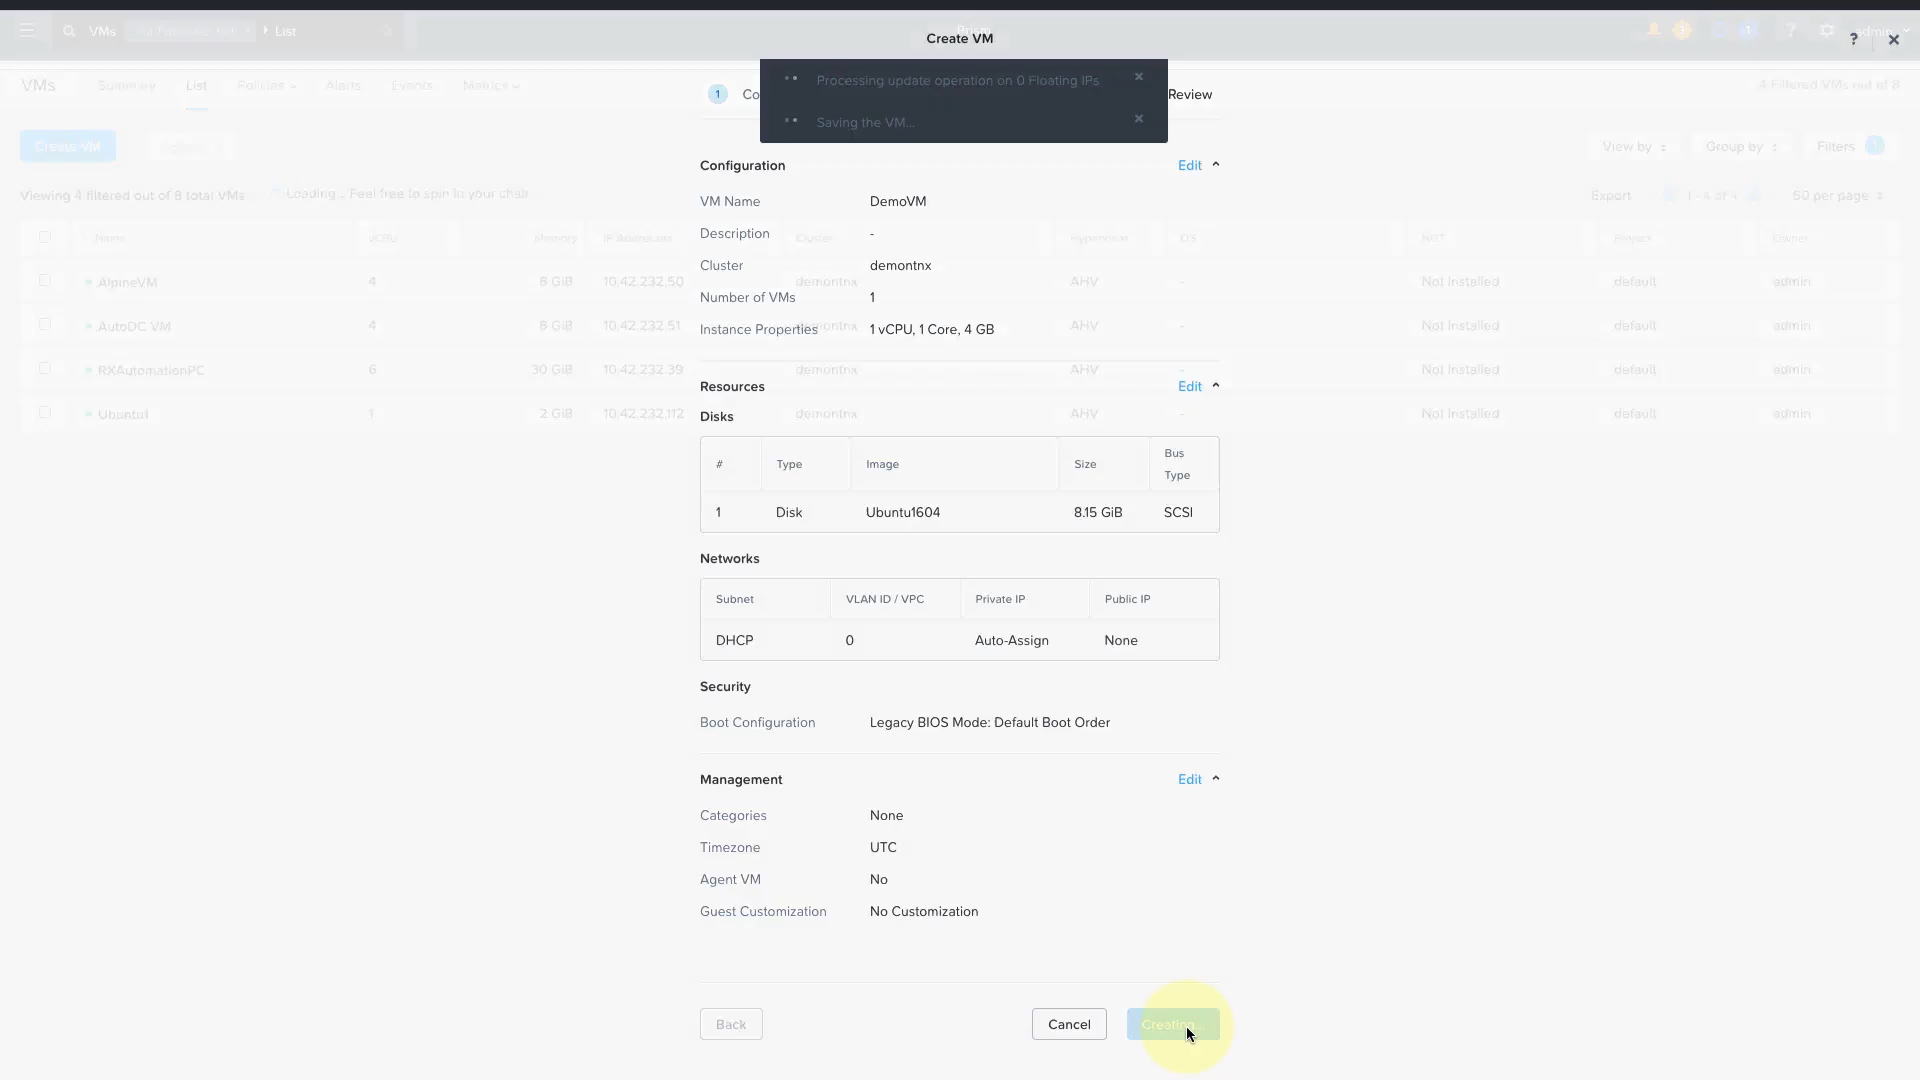 VMs
List
Create VM
?
admin
VMs
Summary
List
Policies
Alerts
Events
Metrics
4 Filtered VMs out of 8
Processing update operation on 0 Floating IPs
Saving the VM...
1
Co
Review
Create VM
View by
Group by
Filters
1
Viewing 4 filtered out of 8 total VMs
Loading... Feel free to spin in your chair.
Export
1 - 4 of 4
50 per page
Name
vCPU
Memory
IP Addresses
Cluster
Hypervisor
OS
NGT
Project
Owner
AlpineVM
4
8 GiB
10.42.232.50
demontnx
AHV
-
Not Installed
default
admin
AutoDC VM
4
8 GiB
10.42.232.51
demontnx
AHV
-
Not Installed
default
admin
RXAutomationPC
6
30 GiB
10.42.232.39
demontnx
AHV
-
Not Installed
default
admin
Ubuntu1
1
2 GiB
10.42.232.112
demontnx
AHV
-
Not Installed
default
admin
Configuration
Edit
VM Name
DemoVM
Description
-
Cluster
demontnx
Number of VMs
1
Instance Properties
1 vCPU, 1 Core, 4 GB
Resources
Edit
Disks
#
Type
Image
Size
Bus
Type
1
Disk
Ubuntu1604
8.15 GiB
SCSI
Networks
Subnet
VLAN ID / VPC
Private IP
Public IP
DHCP
0
Auto-Assign
None
Security
Boot Configuration
Legacy BIOS Mode: Default Boot Order
Management
Edit
Categories
None
Timezone
UTC
Agent VM
No
Guest Customization
No Customization
Back
Cancel
Creating...